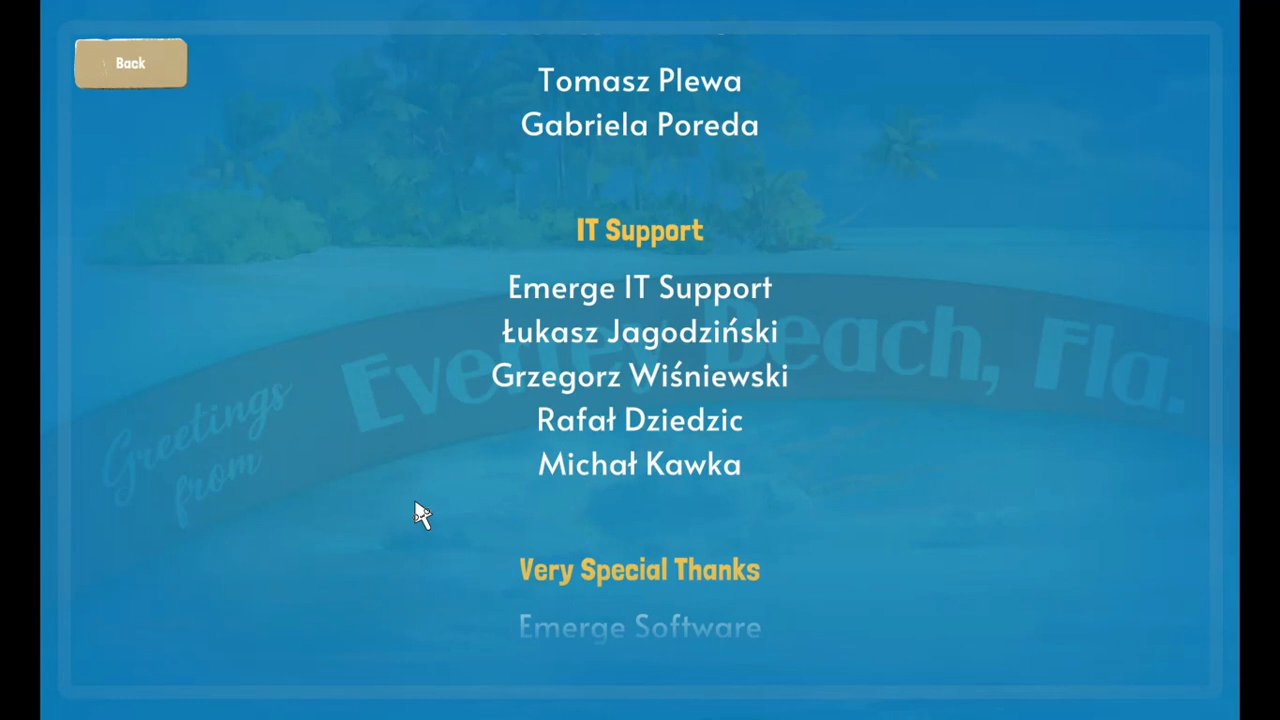 Back
Tomasz Plewa
Gabriela Poreda
IT Support
Emerge IT Support
Łukasz Jagodziński
Grzegorz Wiśniewski
Rafał Dziedzic
Michał Kawka
Greetings
from
Everley Beach, Fla.
Very Special Thanks
Emerge Software